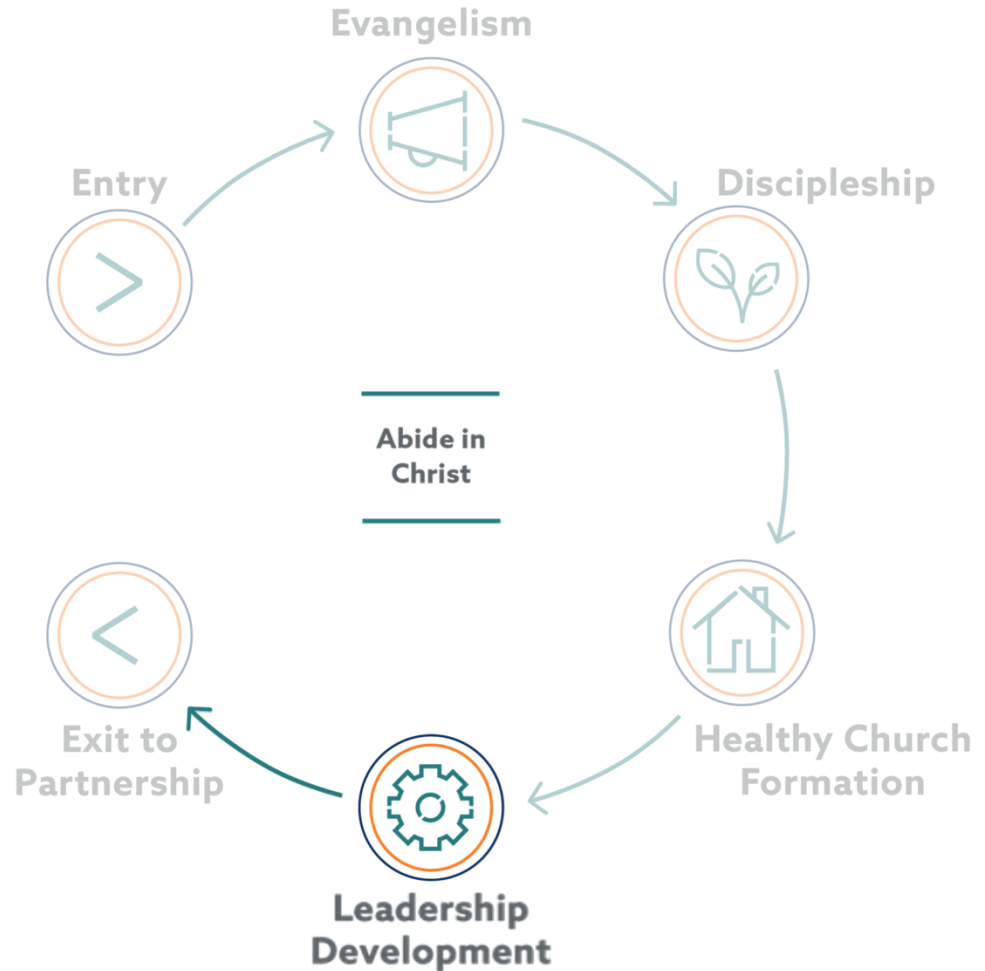 Evangelism
Entry
Discipleship
Abide in
Christ
Exit to
Partnership
Healthy Church
Formation
Leadership
Development